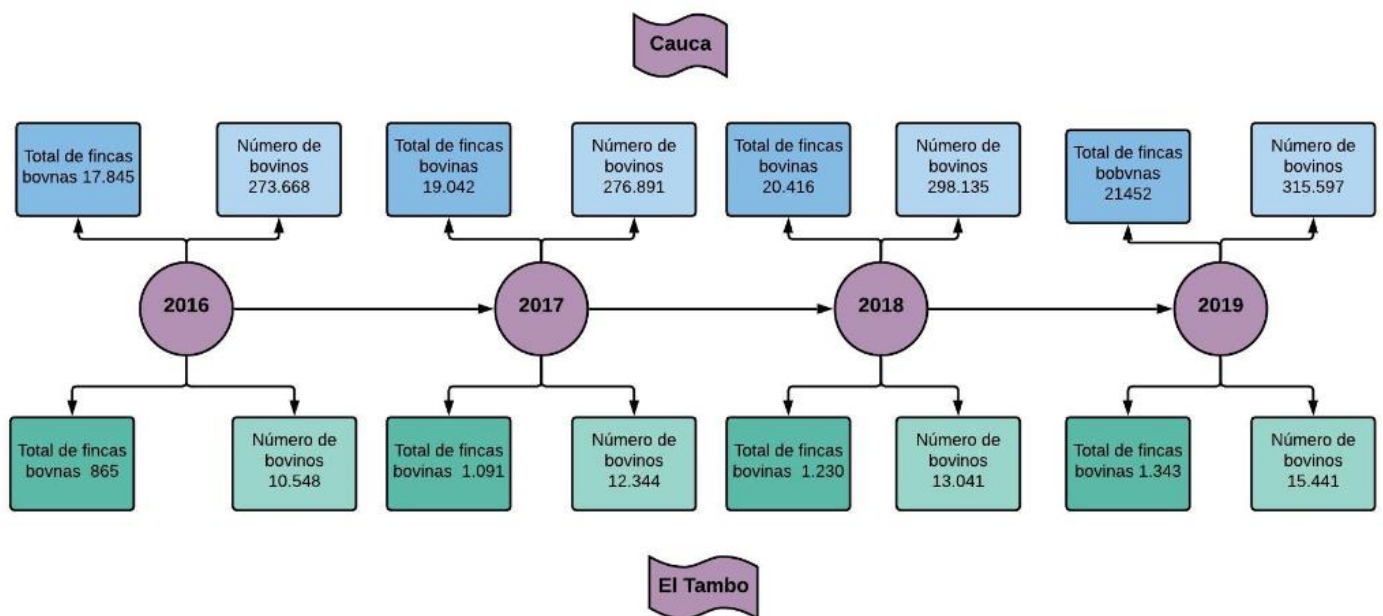 Cauca
Total de fincas
bovnas 17.845
Número de
bovinos
273.668
Total de fincas
bovinas
19.042
Número de
bovinos
276.891
Total de fincas
bovinas
20.416
Número de
bovinos
298.135
Total de fincas
bobvnas
21452
Número de
bovinos
315.597
2016
2017
2018
2019
Total de fincas
bovnas 865
Número de
bovinos
10.548
Total de fincas
bovinas 1.091
Número de
bovinos
12.344
Total de fincas
bovinas 1.230
Número de
bovinos
13.041
Total de fincas
bovinas 1.343
Número de
bovinos
15.441
El Tambo